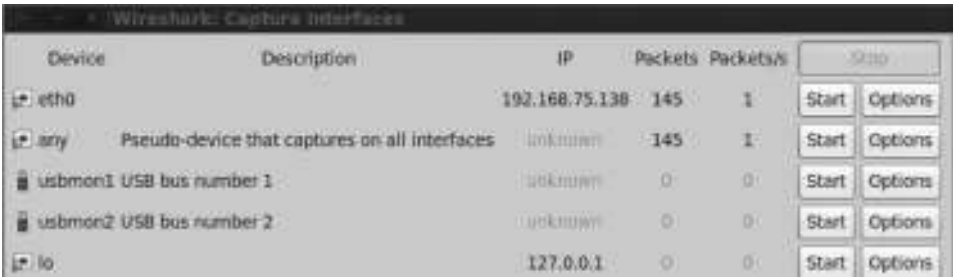 Wireshark: Capture Interfaces
Device Description IP Packets Packets/s Stop
eth0 192.168.75.138 145 1 Start Options
any Pseudo-device that captures on all interfaces unknown 145 1 Start Options
usbmon1 USB bus number 1 unknown 0 0 Start Options
usbmon2 USB bus number 2 unknown 0 0 Start Options
lo 127.0.0.1 0 0 Start Options